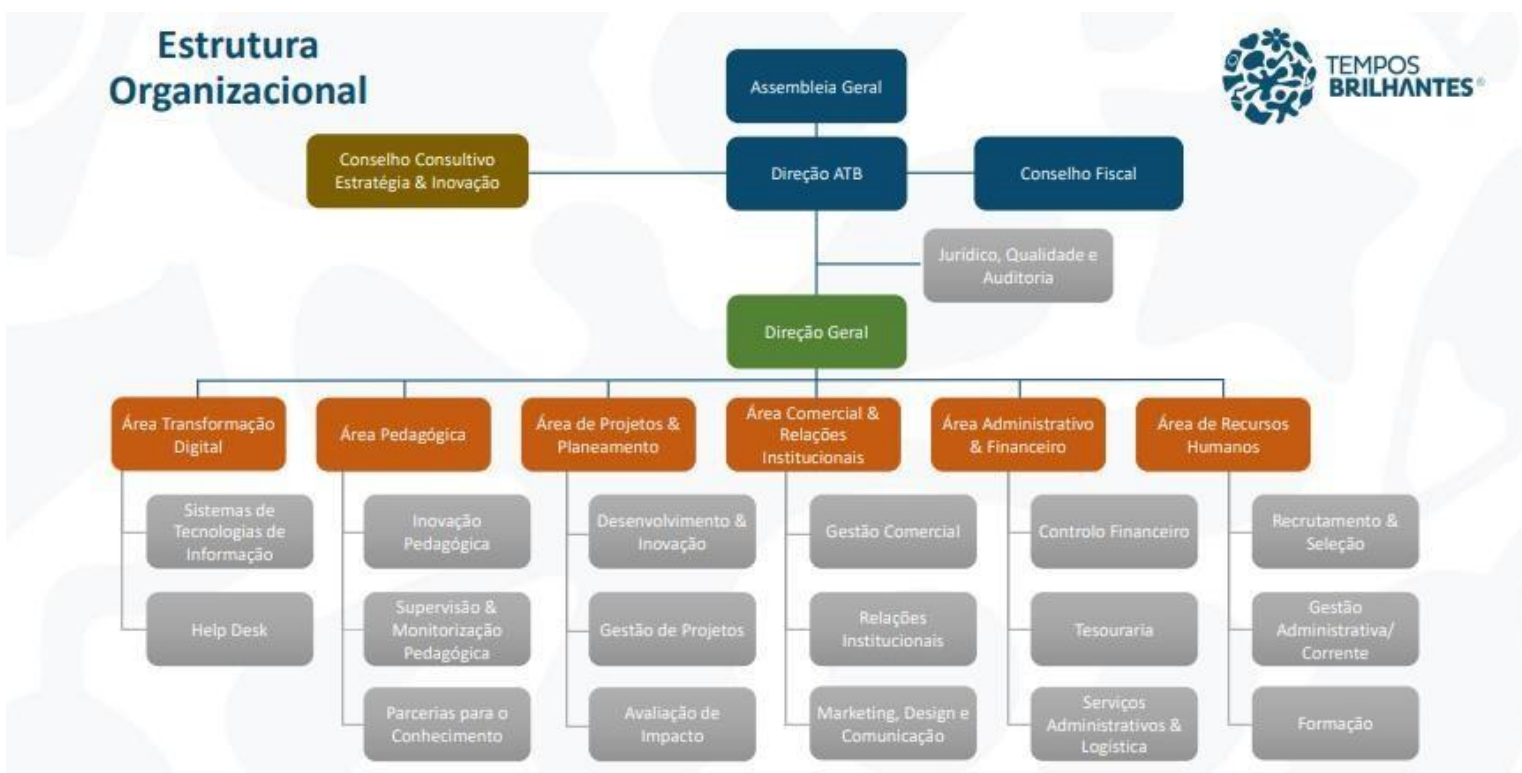 Estrutura
Organizacional
Assembleia Geral
TEMPOS
BRILHANTES®
Conselho Consultivo
Estratégia & Inovação
Direção ATB
Conselho Fiscal
Jurídico, Qualidade e
Auditoria
Direção Geral
Área Transformação
Digital
Área Pedagógica
Área de Projetos &
Planeamento
Área Comercial &
Relações
Institucionais
Área Administrativo
& Financeiro
Área de Recursos
Humanos
Sistemas de
Tecnologias de
Informação
Inovação
Pedagógica
Desenvolvimento &
Inovação
Gestão Comercial
Controlo Financeiro
Recrutamento &
Seleção
Help Desk
Supervisão &
Monitorização
Pedagógica
Gestão de Projetos
Relações
Institucionais
Tesouraria
Gestão
Administrativa/
Corrente
Parcerias para o
Conhecimento
Avaliação de
Impacto
Marketing, Design e
Comunicação
Serviços
Administrativos &
Logística
Formação